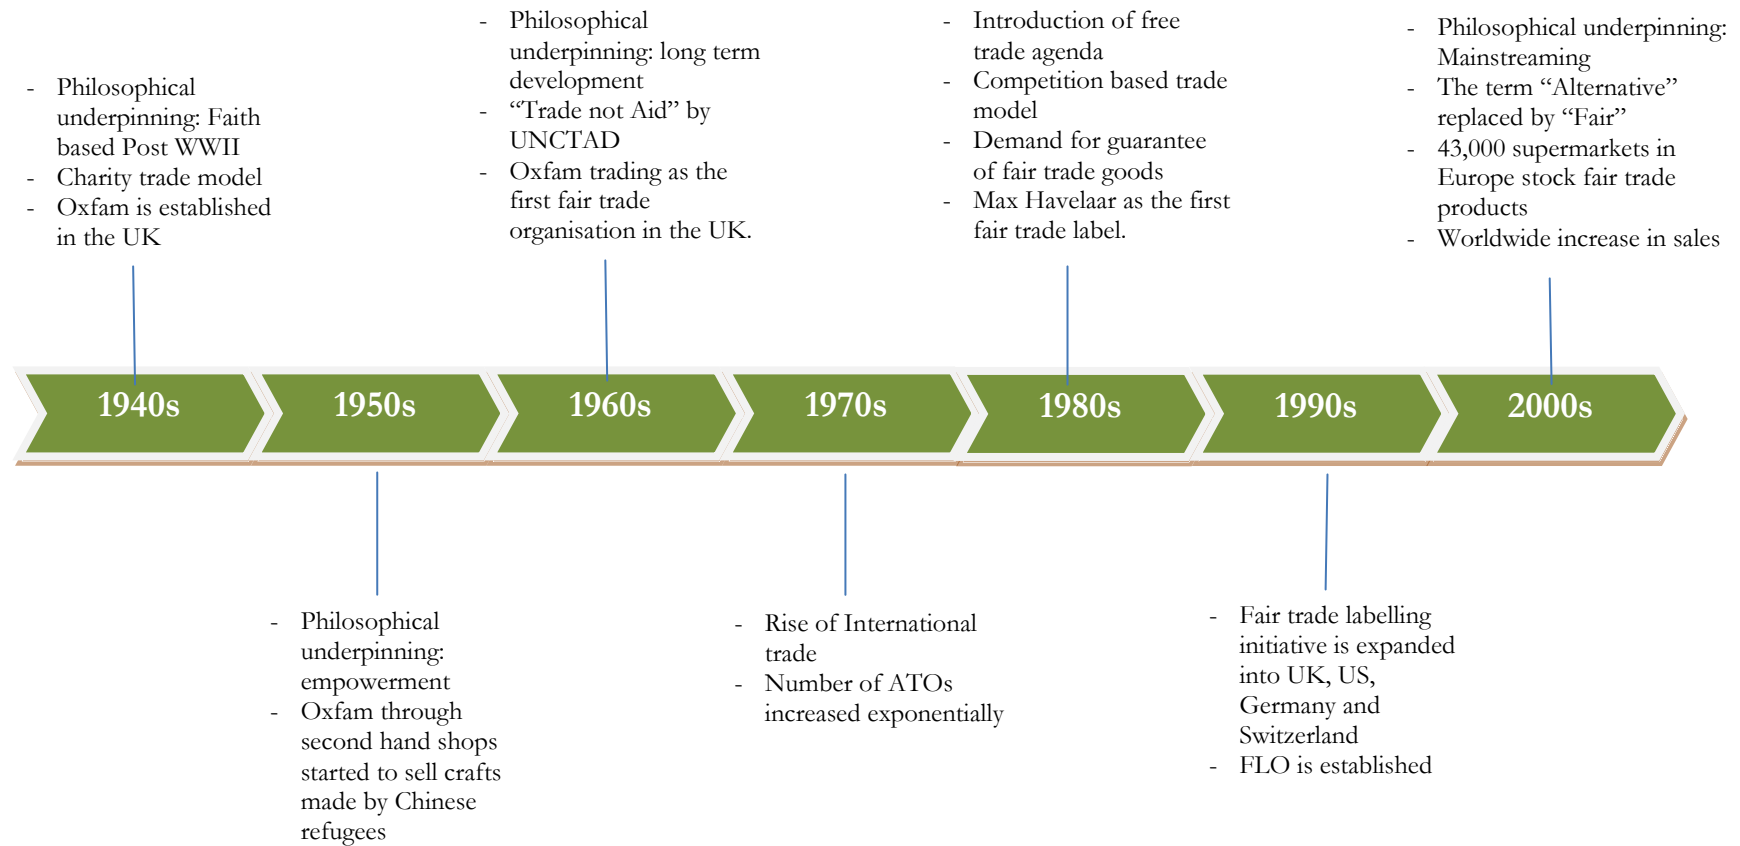 - Philosophical
underpinning: Faith
based Post WWII
- Charity trade model
- Oxfam is established
in the UK
- Philosophical
underpinning: long term
development
- “Trade not Aid” by
UNCTAD
- Oxfam trading as the
first fair trade
organisation in the UK.
- Introduction of free
trade agenda
- Competition based trade
model
- Demand for guarantee
of fair trade goods
- Max Havelaar as the first
fair trade label.
- Philosophical underpinning:
Mainstreaming
- The term “Alternative”
replaced by “Fair”
- 43,000 supermarkets in
Europe stock fair trade
products
- Worldwide increase in sales
1940s
1950s
1960s
1970s
1980s
1990s
2000s
- Philosophical
underpinning:
empowerment
- Oxfam through
second hand shops
started to sell crafts
made by Chinese
refugees
- Rise of International
trade
- Number of ATOs
increased exponentially
- Fair trade labelling
initiative is expanded
into UK, US,
Germany and
Switzerland
- FLO is established